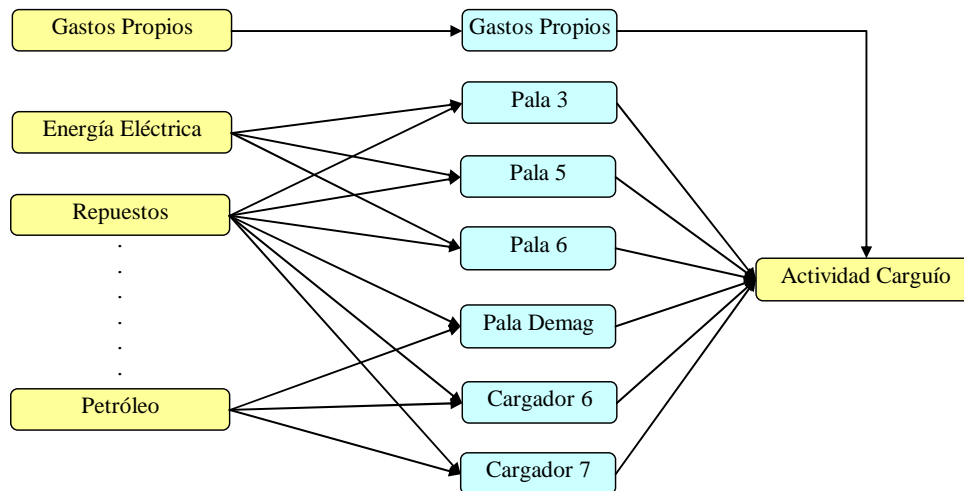 Gastos Propios
Gastos Propios
Pala 3
Energía Eléctrica
Pala 5
Repuestos
Pala 6
Actividad Carguío
Pala Demag
Petróleo
Cargador 6
Cargador 7